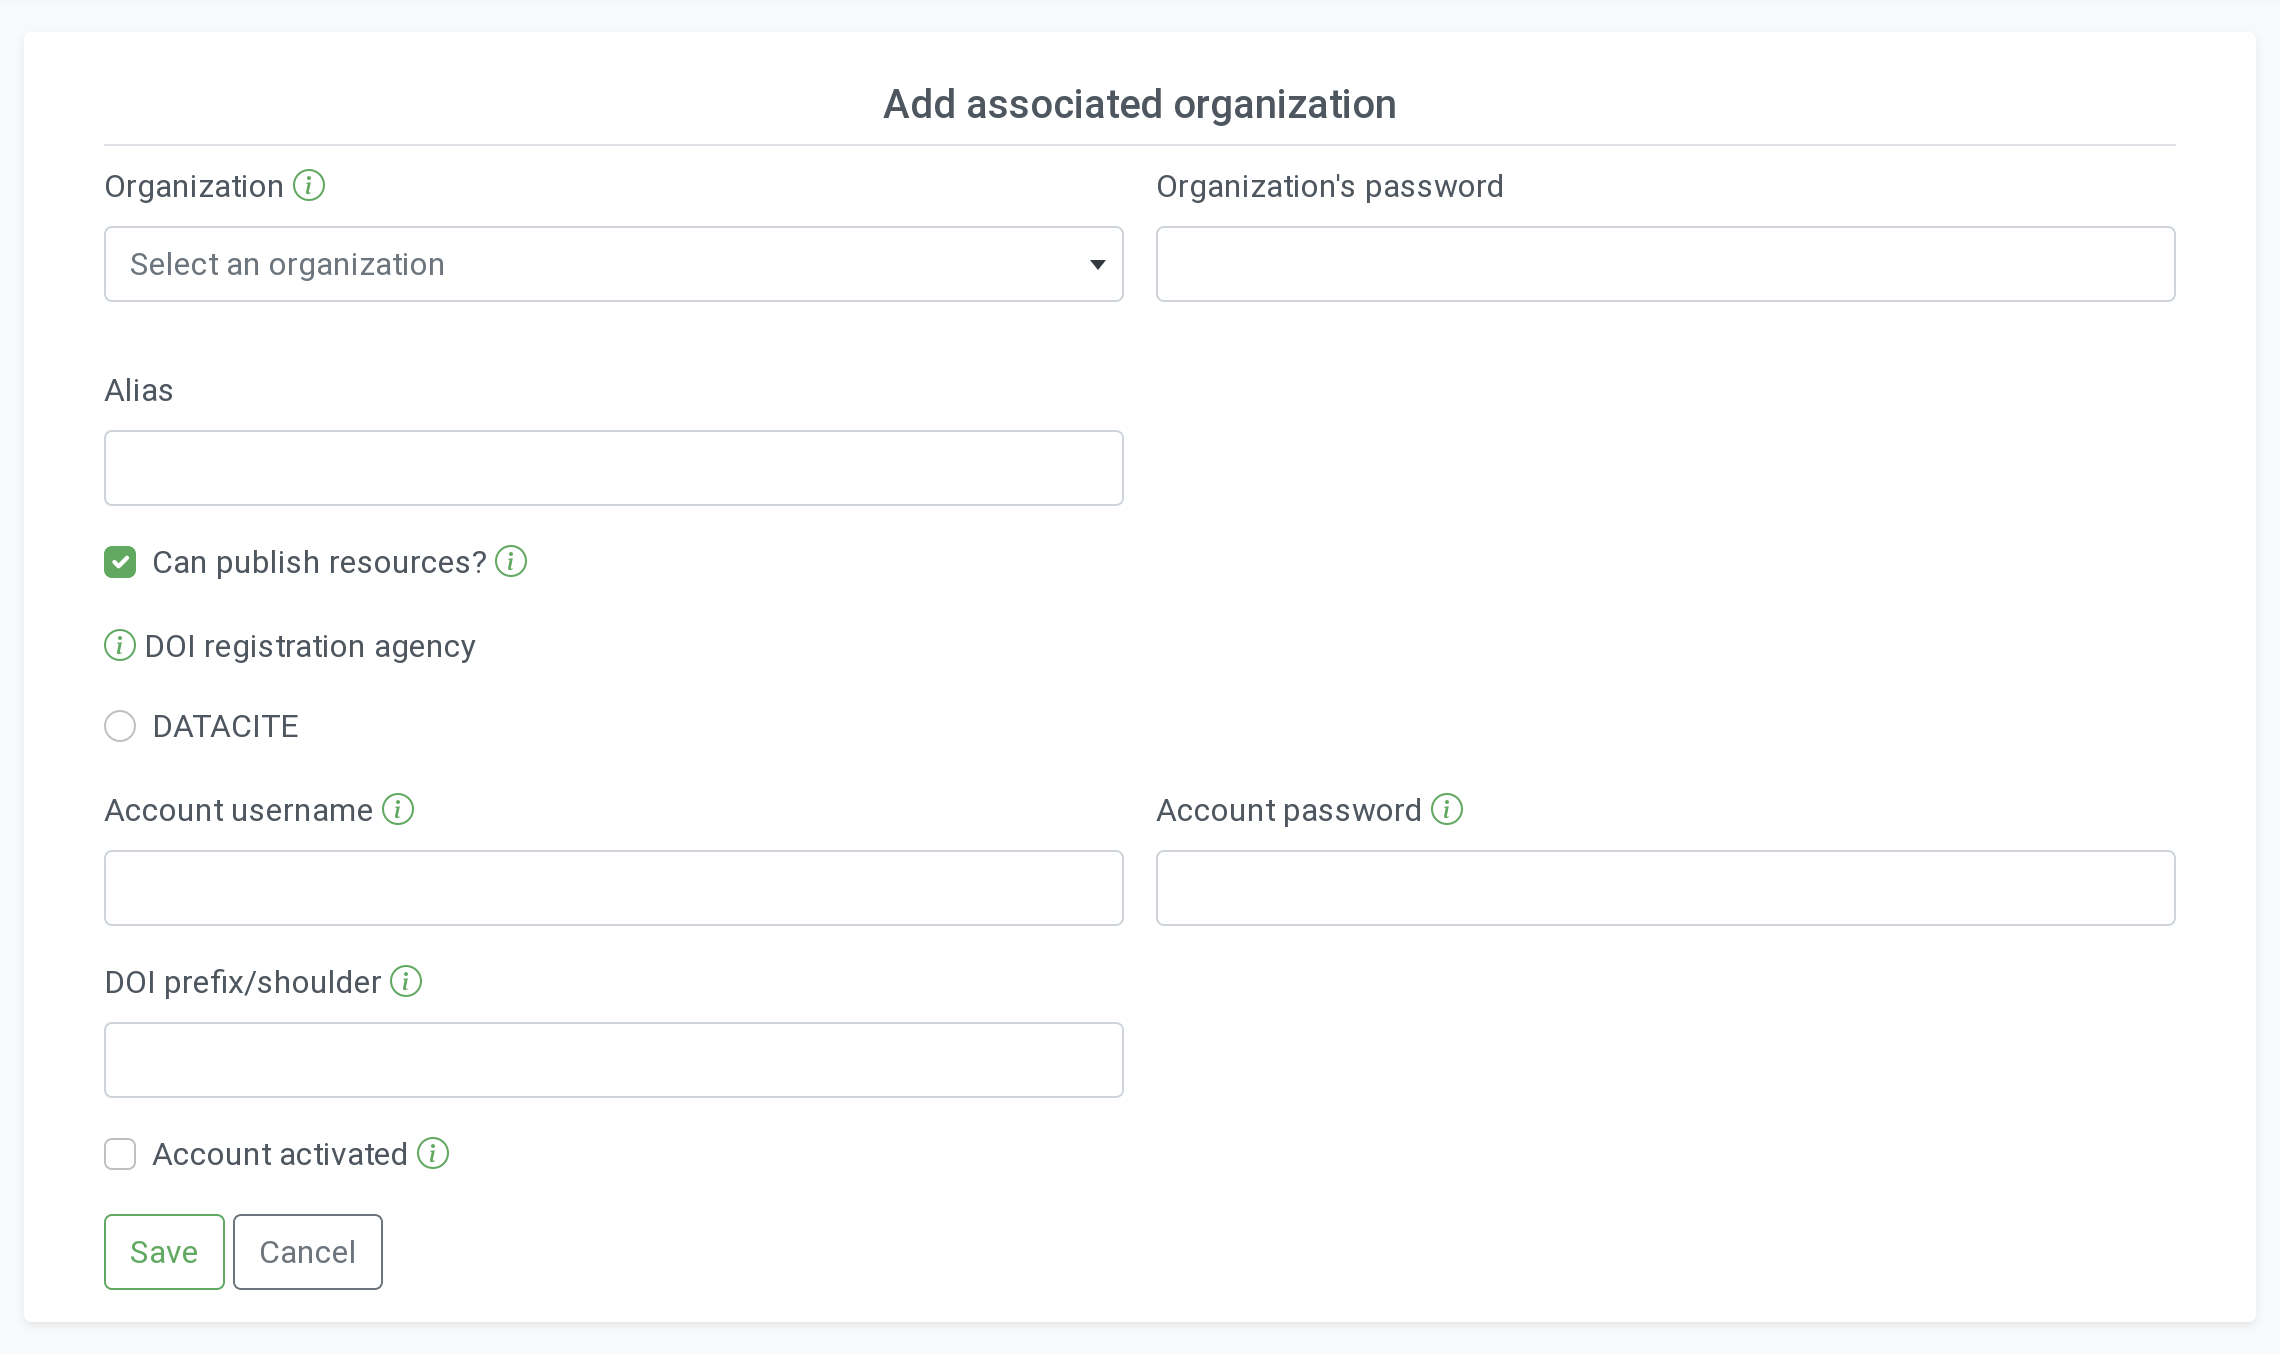 Add associated organization
Organization
Organization's password
Select an organization
Alias
Can publish resources?
DOI registration agency
DATACITE
Account username
Account password
DOI prefix/shoulder
Account activated
Save
Cancel